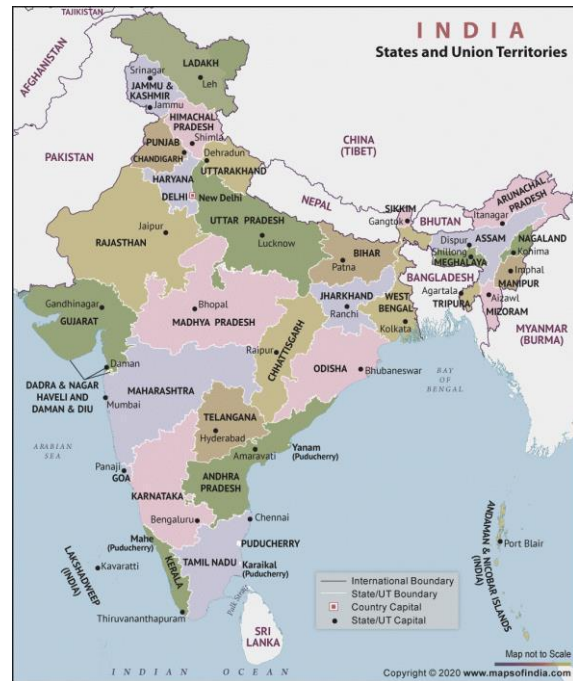 INDIA
States and Union Territories
TAJIKISTAN
AFGHANISTAN
PAKISTAN
CHINA
(TIBET)
NEPAL
BHUTAN
BANGLADESH
MYANMAR
(BURMA)
SRI
LANKA
LADAKH
Leh
Srinagar
JAMMU &
KASHMIR
Jammu
HIMACHAL
PRADESH
Shimla
PUNJAB
CHANDIGARH
Dehradun
UTTARAKHAND
HARYANA
DELHI
New Delhi
RAJASTHAN
Jaipur
UTTAR PRADESH
Lucknow
BIHAR
Patna
SIKKIM
Gangtok
ARUNACHAL
PRADESH
Itanagar
Dispur
ASSAM
NAGALAND
Kohima
Shillong
MEGHALAYA
Imphal
MANIPUR
Agartala
TRIPURA
Aizawl
MIZORAM
Gandhinagar
GUJARAT
Bhopal
MADHYA PRADESH
JHARKHAND
Ranchi
WEST
BENGAL
Kolkata
Raipur
CHHATTISGARH
ODISHA
Bhubaneswar
Daman
DADRA & NAGAR
HAVELI AND
DAMAN & DIU
MAHARASHTRA
Mumbai
TELANGANA
Hyderabad
BAY
OF
BENGAL
ARABIAN
SEA
Amaravati
Yanam
(Puducherry)
Panaji
GOA
KARNATAKA
ANDHRA
PRADESH
Bengaluru
Chennai
Mahe
(Puducherry)
PUDUCHERRY
TAMIL NADU
Karaikal
(Puducherry)
KERALA
LAKSHADWEEP
(INDIA)
Kavaratti
Thiruvananthapuram
Palk Strait
ANDAMAN & NICOBAR ISLANDS
(INDIA)
Port Blair
International Boundary
State/UT Boundary
Country Capital
State/UT Capital
INDIAN OCEAN
Map not to Scale
Copyright © 2020 www.mapsofindia.com